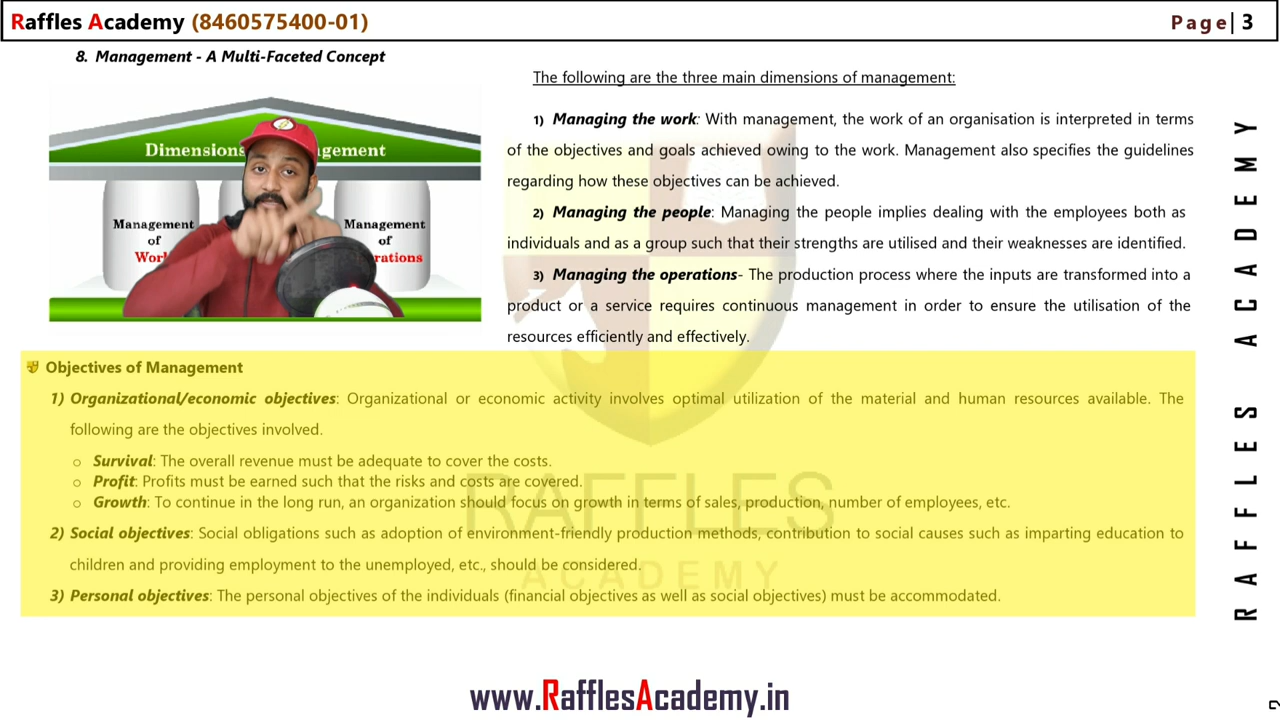 Raffles Academy (8460575400-01)
Page| 3
8. Management - A Multi-Faceted Concept
Dimensions gement
Management
of
Management
of
The following are the three main dimensions of management:
1) Managing the work: With management, the work of an organisation is interpreted in terms
of the objectives and goals achieved owing to the work. Management also specifies the guidelines
regarding how these objectives can be achieved.
2) Managing the people: Managing the people implies dealing with the employees both as
individuals and as a group such that their strengths are utilised and their weaknesses are identified.
3) Managing the operations- The production process where the inputs are transformed into a
product or a service requires continuous management in order to ensure the utilisation of the
resources efficiently and effectively.
Objectives of Management
1) Organizational/economic objectives: Organizational or economic activity involves optimal utilization of the material and human resources available. The
following are the objectives involved.
○ Survival: The overall revenue must be adequate to cover the costs.
○ Profit: Profits must be earned such that the risks and costs are covered.
○ Growth: To continue in the long run, an organization should focus on growth in terms of sales, production, number of employees, etc.
2) Social objectives: Social obligations such as adoption of environment-friendly production methods, contribution to social causes such as imparting education to
children and providing employment to the unemployed, etc., should be considered.
3) Personal objectives: The personal objectives of the individuals (financial objectives as well as social objectives) must be accommodated.
RAFFLES
ACADEMY
RAFFLES ACADEMY
www.RafflesAcademy.in